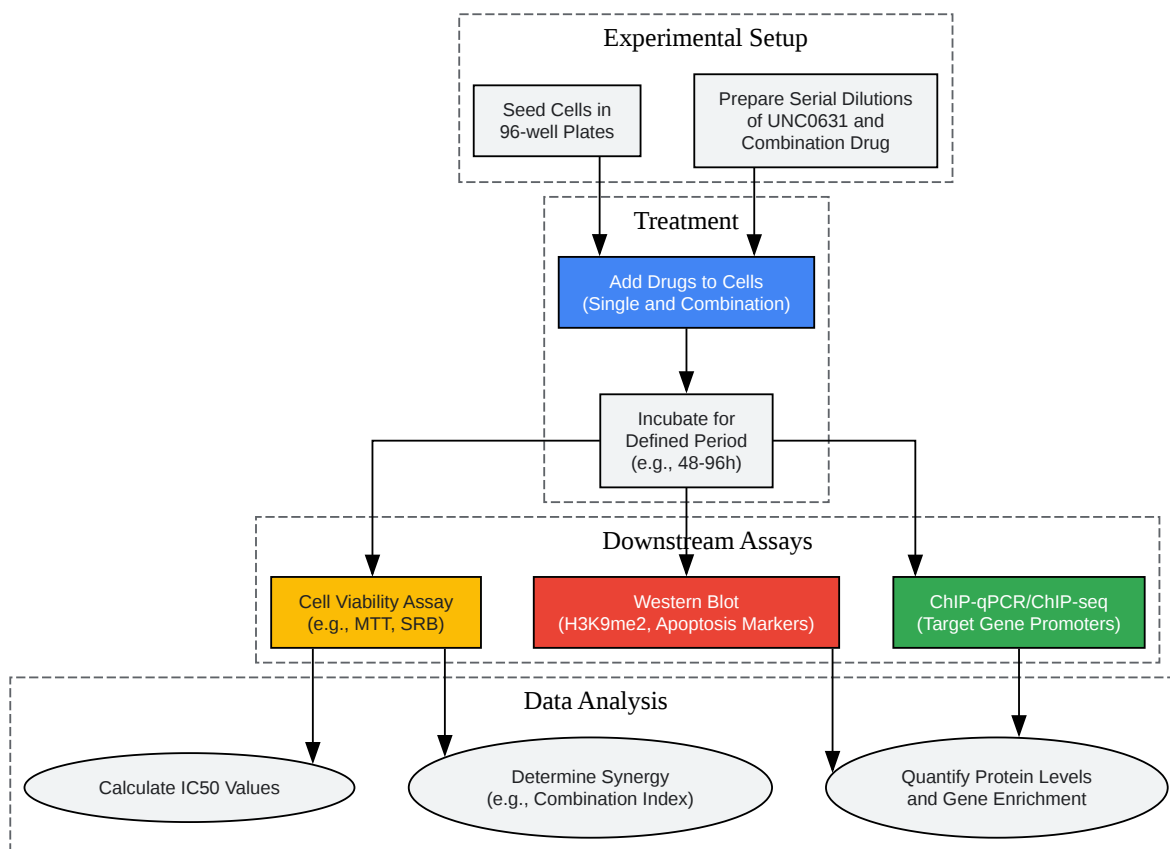 Experimental Setup
Seed Cells in
96-well Plates
Prepare Serial Dilutions
of UNC0631 and
Combination Drug
Treatment
Add Drugs to Cells
(Single and Combination)
Incubate for
Defined Period
(e.g., 48-96h)
Downstream Assays
Cell Viability Assay
(e.g., MTT, SRB)
Western Blot
(H3K9me2, Apoptosis Markers)
ChIP-qPCR/ChIP-seq
(Target Gene Promoters)
Data Analysis
Calculate IC50 Values
Determine Synergy
(e.g., Combination Index)
Quantify Protein Levels
and Gene Enrichment